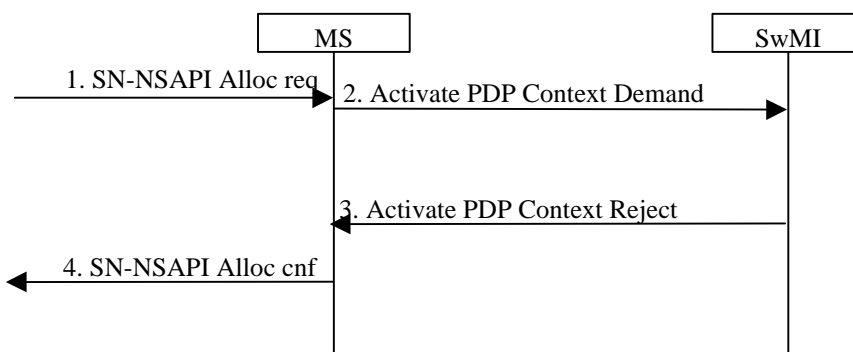 MS
SwMI
1. SN-NSAPI Alloc req
2. Activate PDP Context Demand
3. Activate PDP Context Reject
4. SN-NSAPI Alloc cnf